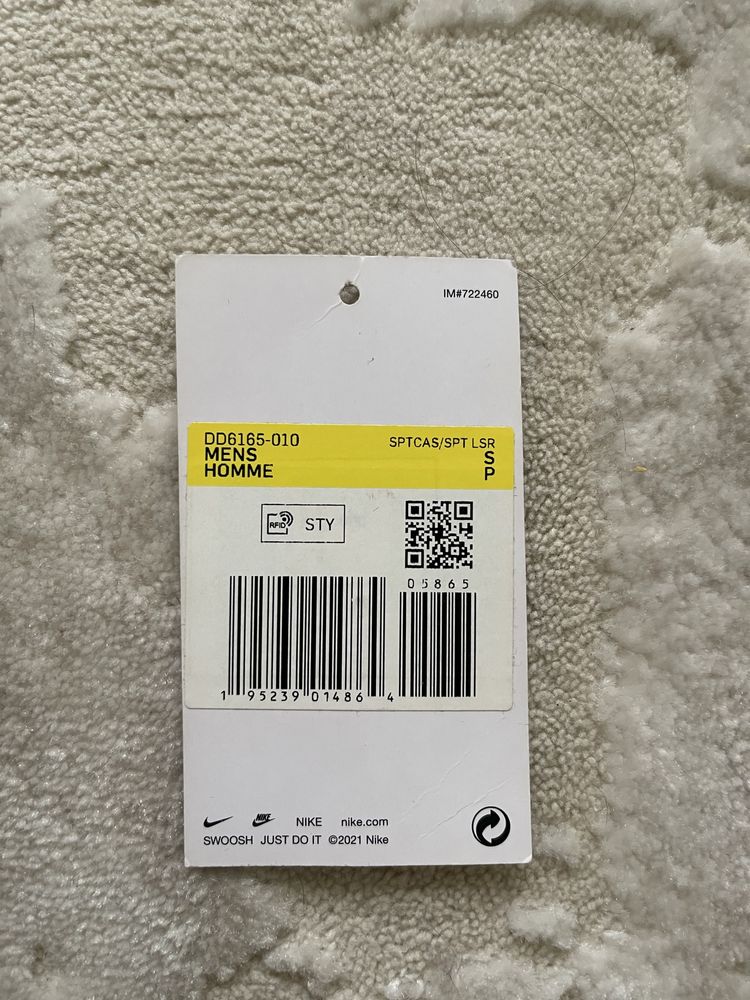 IM#722460
DD6165-010 SPTCAS/SPT LSR
MENS S
HOMME P
RFID STY
05865
1 95239 01486 4
NIKE NIKE nike.com
SWOOSH JUST DO IT ©2021 Nike